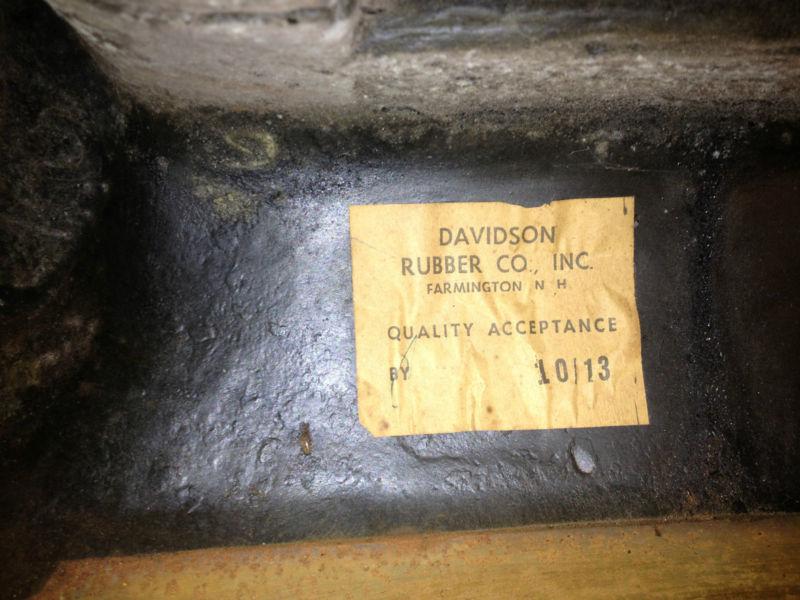 DAVIDSON
RUBBER CO., INC.
FARMINGTON N H
QUALITY ACCEPTANCE
BY 10/13